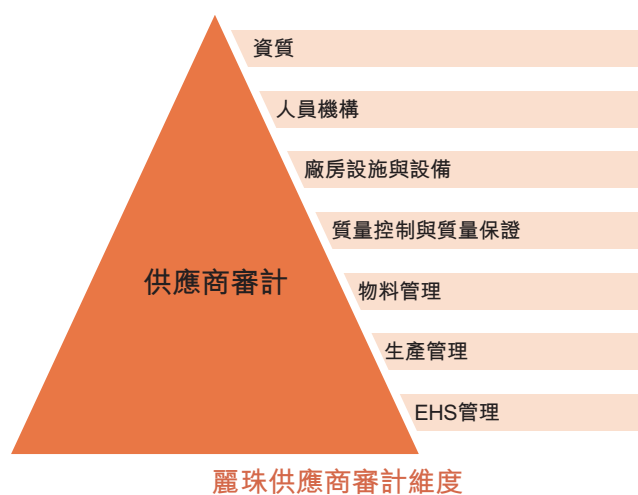 資質
人員機構
廠房設施與設備
質量控制與質量保證
供應商審計
物料管理
生產管理
EHS管理
麗珠供應商審計維度